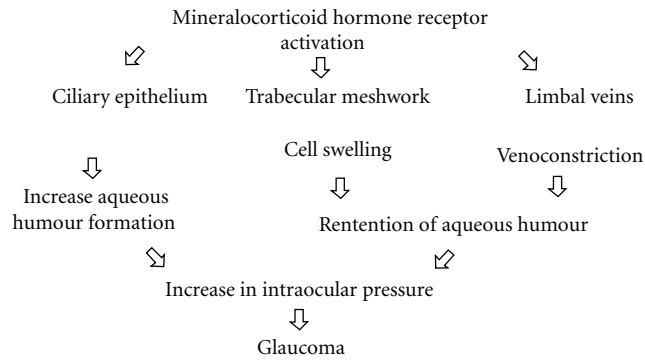 Mineralocorticoid hormone receptor
activation
Ciliary epithelium
Trabecular meshwork
Limbal veins
Cell swelling
Venoconstriction
Increase aqueous
humour formation
Rentention of aqueous humour
Increase in intraocular pressure
Glaucoma